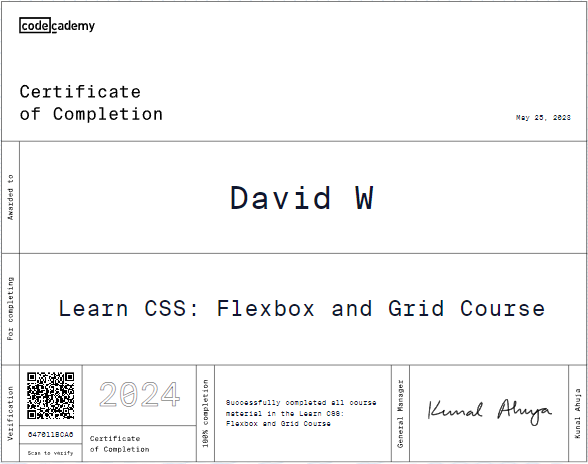 codecademy
Certificate
of Completion
May 25, 2023
Awarded to
David W
For completing
Learn CSS: Flexbox and Grid Course
Verification
647011BCA6
Scan to verify
2024
Certificate
of Completion
100% completion
Successfully completed all course
material in the Learn CSS:
Flexbox and Grid Course
General Manager
Kunal Ahuja
Kunal Ahuja